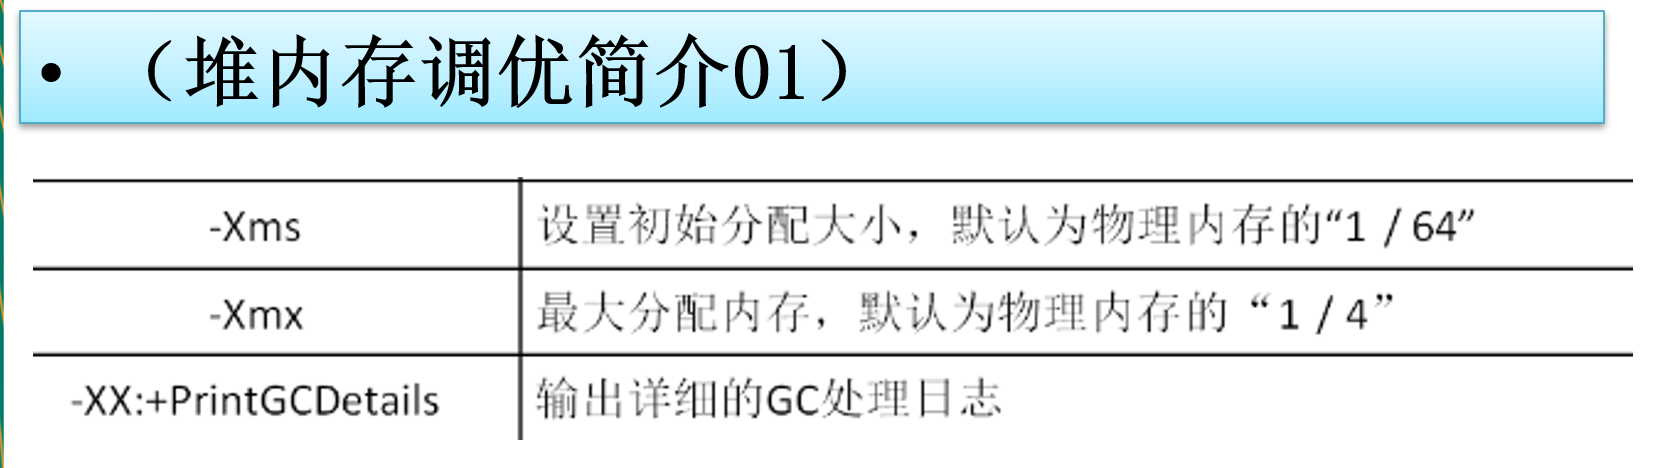 • （堆内存调优简介01）
-Xms 设置初始分配大小，默认为物理内存的“1 / 64”
-Xmx 最大分配内存，默认为物理内存的 “1 / 4”
-XX:+PrintGCDetails 输出详细的GC处理日志